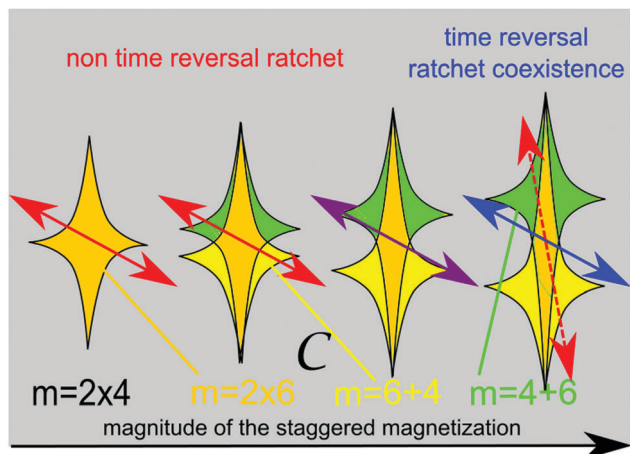 non time reversal ratchet
time reversal
ratchet coexistence
C
m=2x4
m=2x6
m=6+4
m=4+6
magnitude of the staggered magnetization